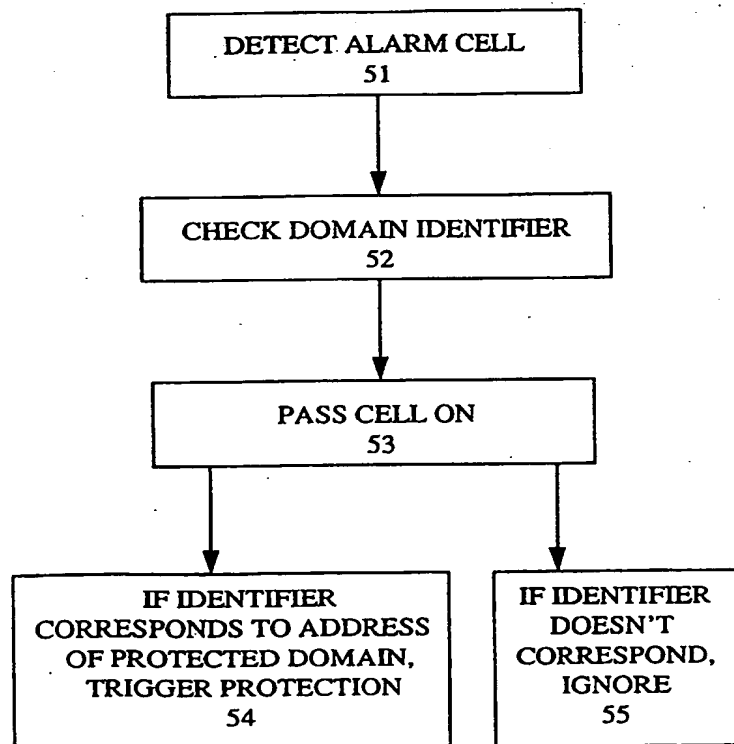 DETECT ALARM CELL
51
CHECK DOMAIN IDENTIFIER
52
PASS CELL ON
53
IF IDENTIFIER
CORRESPONDS TO ADDRESS
OF PROTECTED DOMAIN,
TRIGGER PROTECTION
54
IF IDENTIFIER
DOESN'T
CORRESPOND,
IGNORE
55